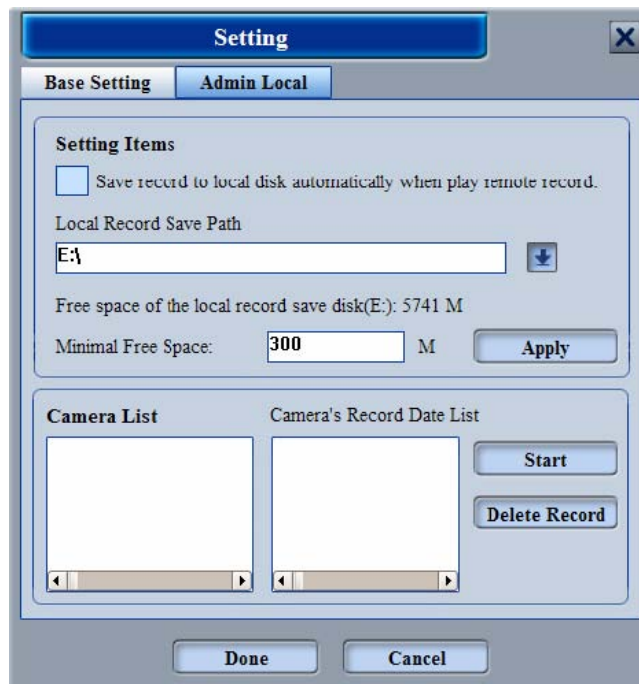 Setting
Base Setting
Admin Local
Setting Items
Save record to local disk automatically when play remote record.
Local Record Save Path
E:\
Free space of the local record save disk(E:): 5741 M
Minimal Free Space: 300 M
Apply
Camera List
Camera's Record Date List
Start
Delete Record
Done
Cancel